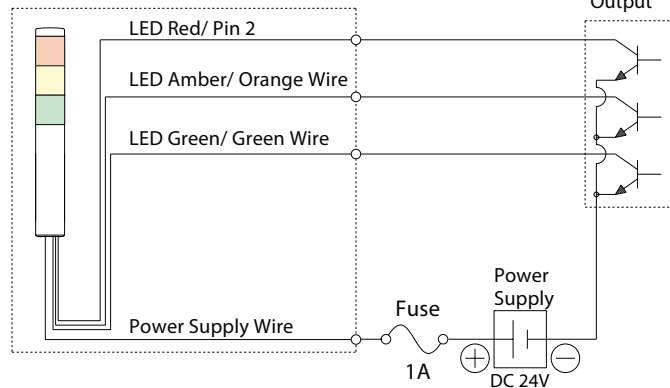 Output
LED Red/ Pin 2
LED Amber/ Orange Wire
LED Green/ Green Wire
Power
Supply
Fuse
Power Supply Wire
1A
DC 24V